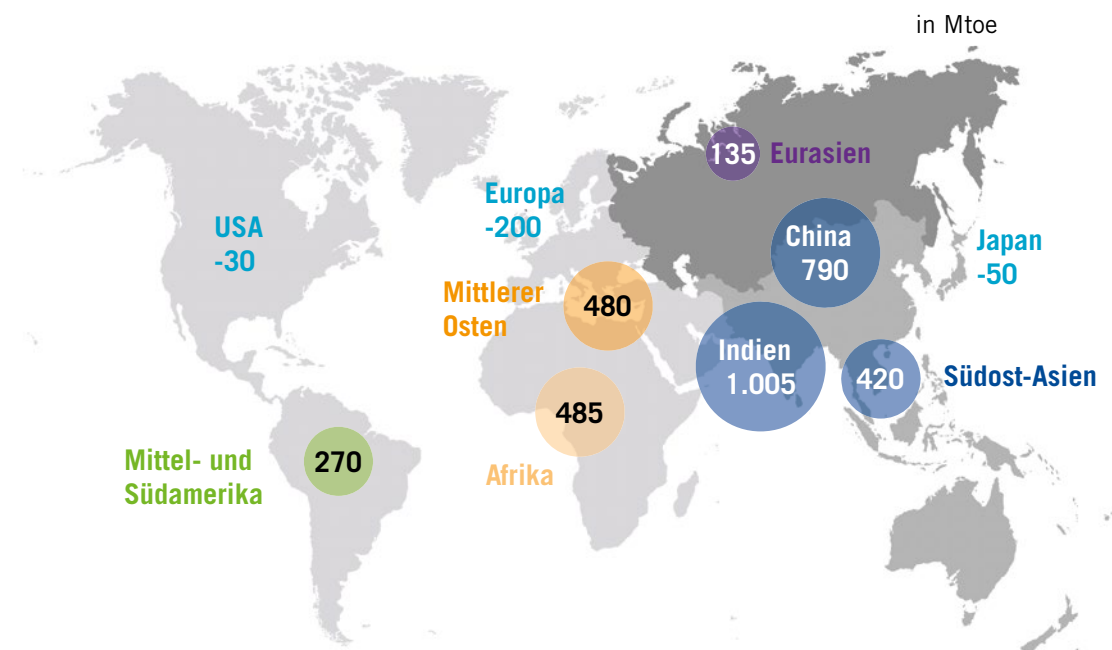 in Mtoe
135 Eurasien
Europa
-200
USA
-30
China
790
Japan
-50
Mittlerer
Osten
480
Indien
1.005
420 Südost-Asien
485
Afrika
Mittel- und
Südamerika
270